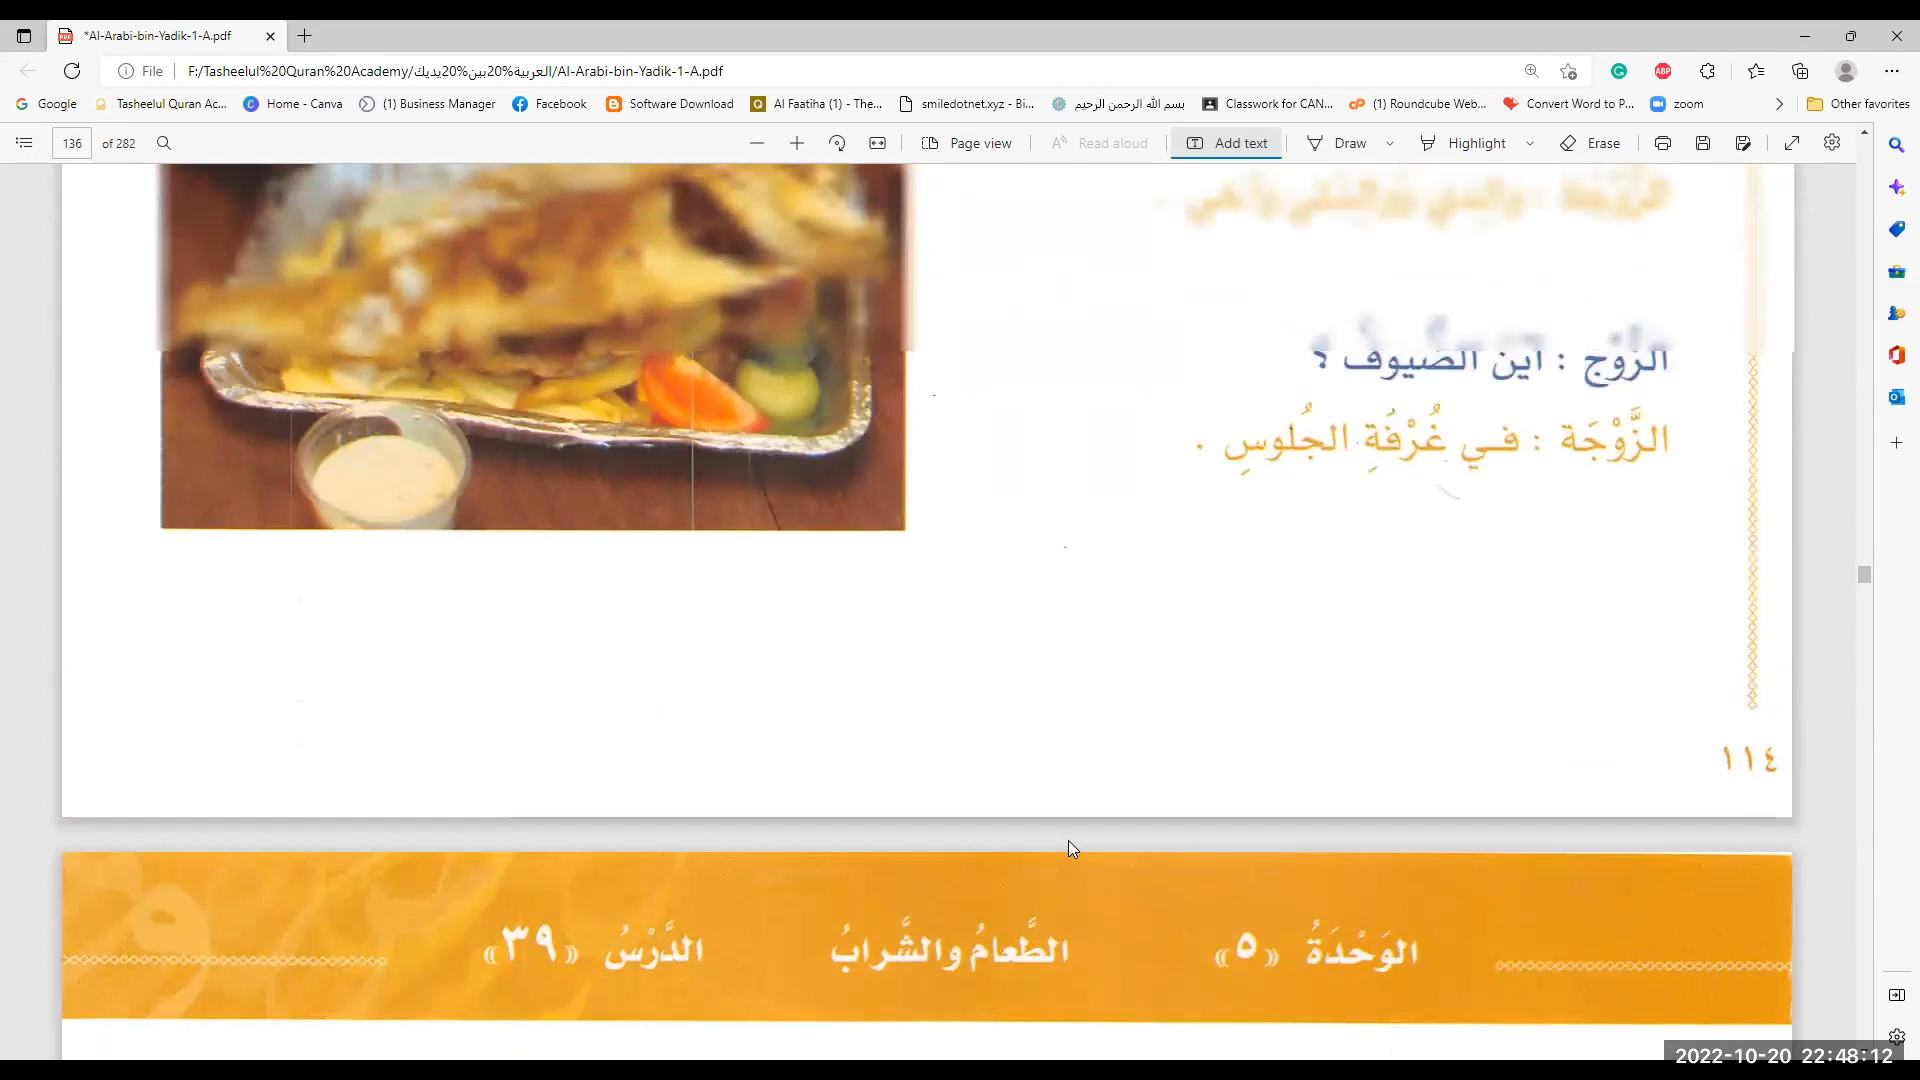 *Al-Arabi-bin-Yadik-1-A.pdf
File F:/Tasheelul%20Quran%20Academy/العربية%20بين%20يديك/Al-Arabi-bin-Yadik-1-A.pdf
Google Tasheelul Quran Ac... Home - Canva (1) Business Manager Facebook Software Download Al Faatiha (1) - The... smiledotnet.xyz - Bi... بسم الله الرحمن الرحيم Classwork for CAN... (1) Roundcube Web... Convert Word to P... zoom Other favorites
136 of 282 Page view Read aloud Add text Draw Highlight Erase
الزوج : أين الضيوف ؟
الزَّوْجَة : فـي غُرْفَةِ الجُلوسِ .
١١٤
الوَحْدَةُ «٥» الطَّعامُ والشَّرابُ الدَّرْسُ «٣٩»
2022-10-20 22:48:12